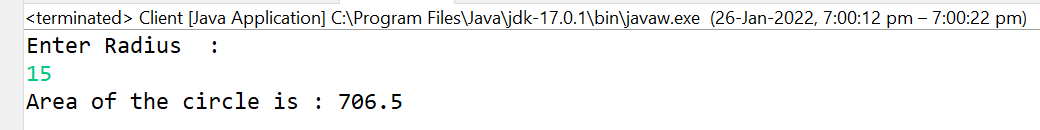 <terminated> Client [Java Application] C:\Program Files\Java\jdk-17.0.1\bin\javaw.exe  (26-Jan-2022, 7:00:12 pm – 7:00:22 pm)
Enter Radius  :
15
Area of the circle is : 706.5